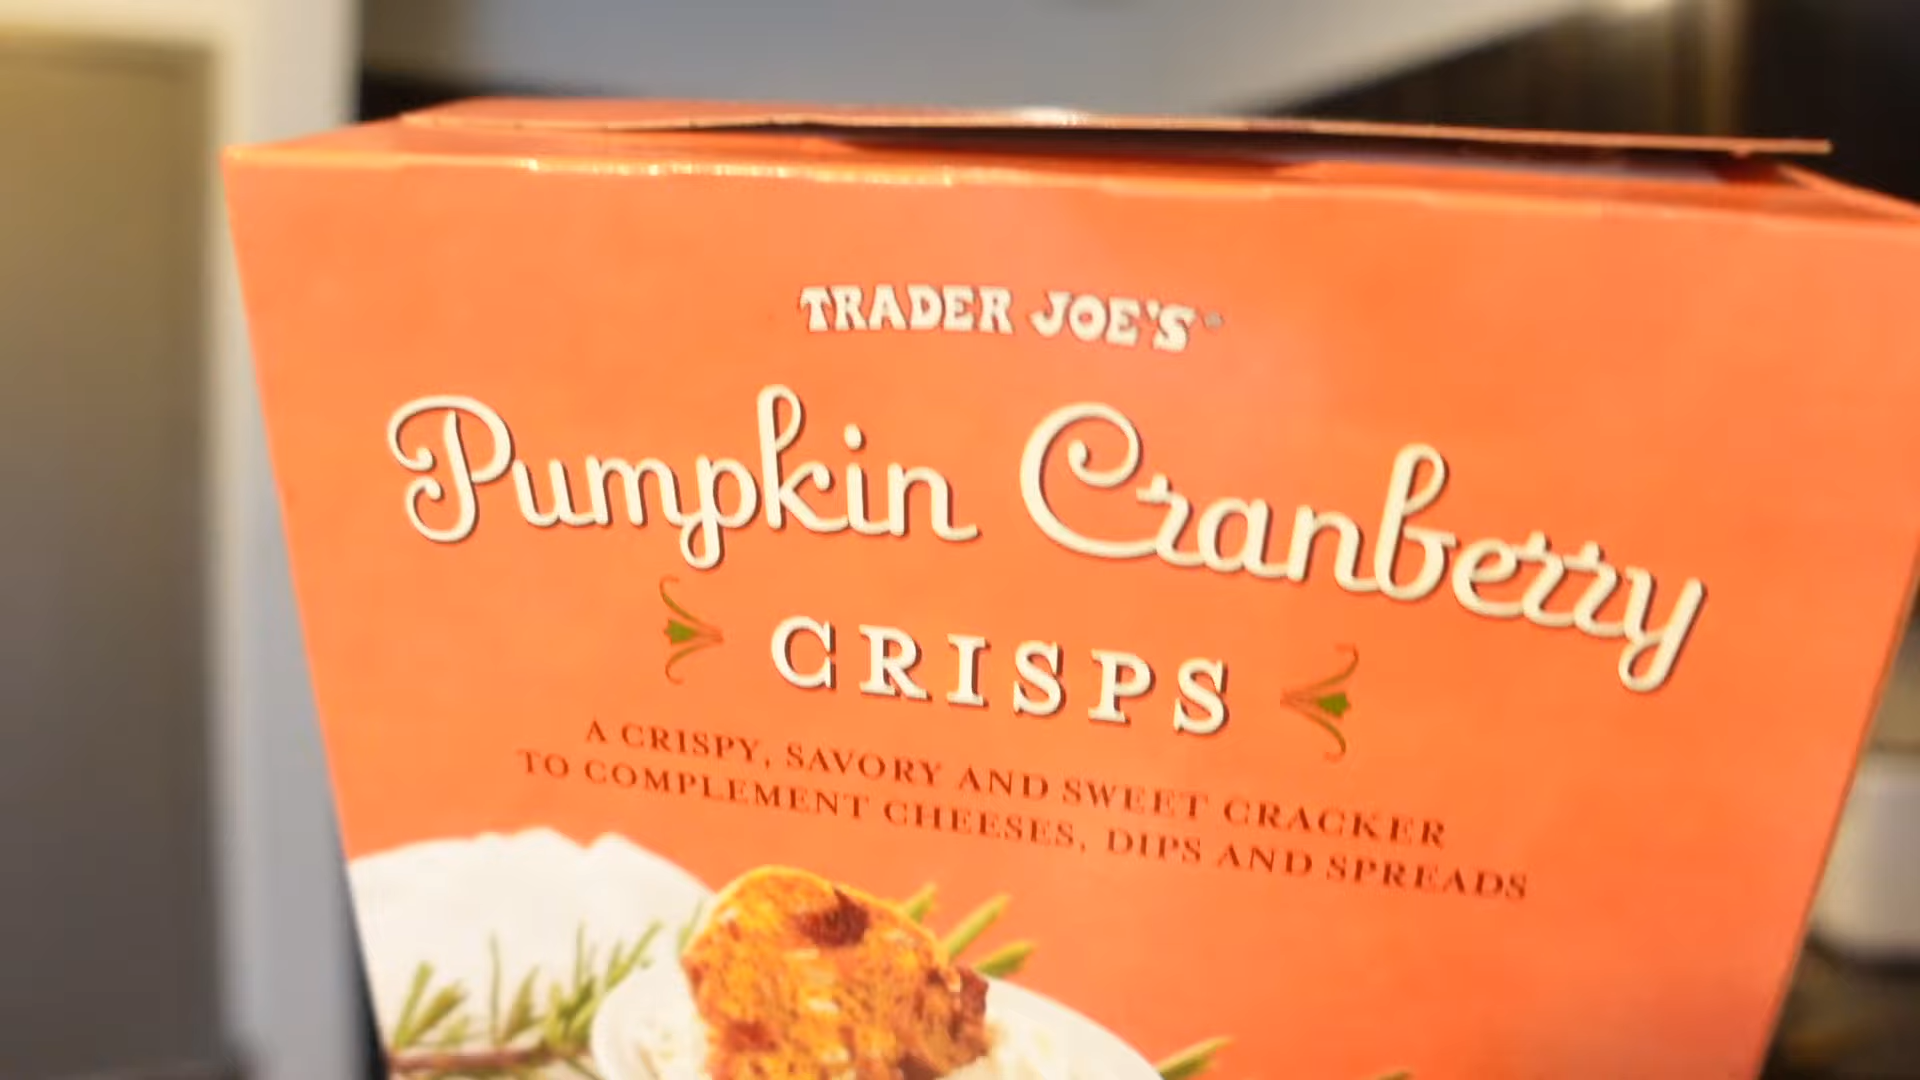 TRADER JOE'S
Pumpkin Cranberry
CRISPS
A CRISPY, SAVORY AND SWEET CRACKER
TO COMPLEMENT CHEESES, DIPS AND SPREADS